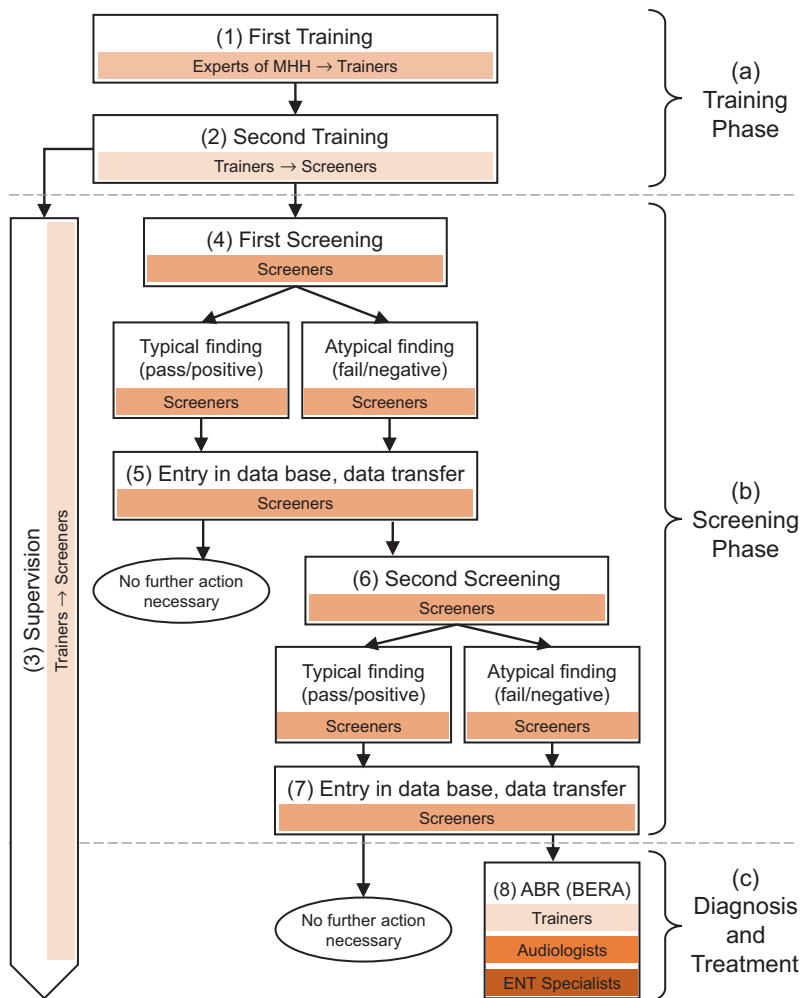 (1) First Training
Experts of MHH → Trainers
(a)
Training
Phase
(2) Second Training
Trainers → Screeners
(3) Supervision
Trainers → Screeners
(4) First Screening
Screeners
Typical finding
(pass/positive)
Screeners
Atypical finding
(fail/negative)
Screeners
(5) Entry in data base, data transfer
Screeners
(b)
Screening
Phase
No further action
necessary
(6) Second Screening
Screeners
Typical finding
(pass/positive)
Screeners
Atypical finding
(fail/negative)
Screeners
(7) Entry in data base, data transfer
Screeners
No further action
necessary
(8) ABR (BERA)
Trainers
Audiologists
ENT Specialists
(c)
Diagnosis
and
Treatment